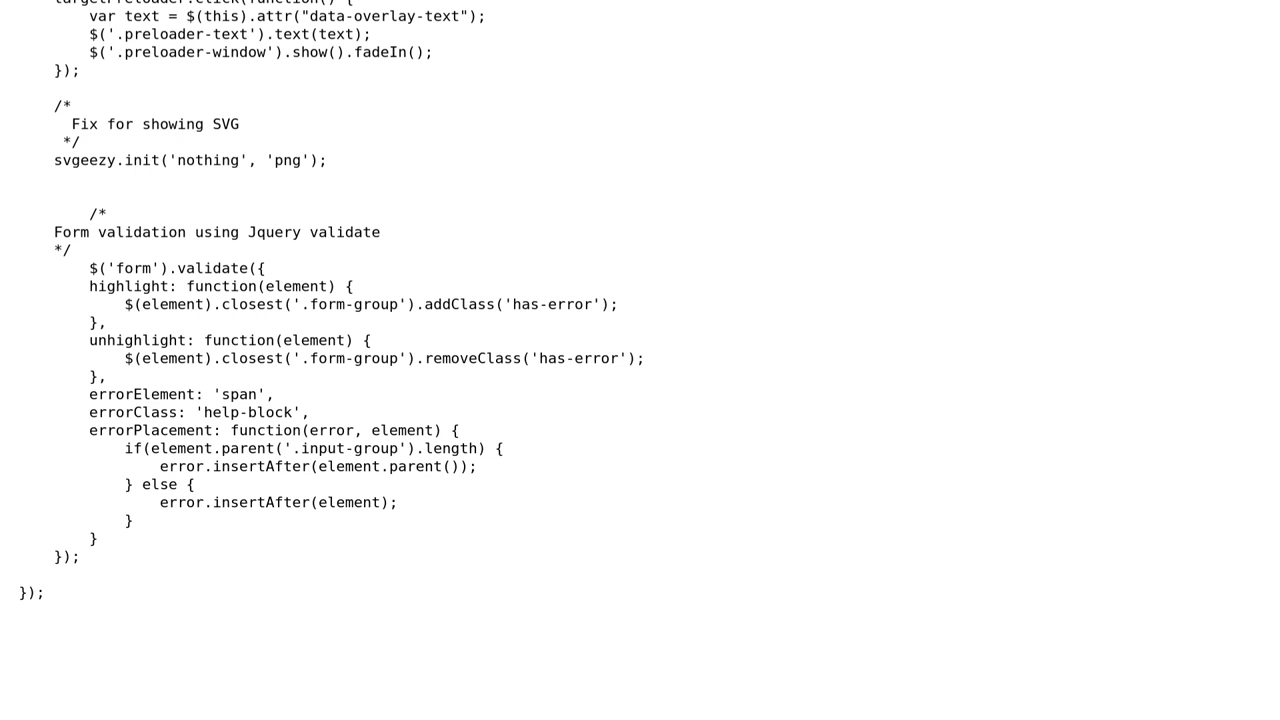 targetPreloader.click(function() {
        var text = $(this).attr("data-overlay-text");
        $('.preloader-text').text(text);
        $('.preloader-window').show().fadeIn();
    });

    /*
      Fix for showing SVG
     */
    svgeezy.init('nothing', 'png');


        /*
    Form validation using Jquery validate
    */
        $('form').validate({
        highlight: function(element) {
            $(element).closest('.form-group').addClass('has-error');
        },
        unhighlight: function(element) {
            $(element).closest('.form-group').removeClass('has-error');
        },
        errorElement: 'span',
        errorClass: 'help-block',
        errorPlacement: function(error, element) {
            if(element.parent('.input-group').length) {
                error.insertAfter(element.parent());
            } else {
                error.insertAfter(element);
            }
        }
    });

});